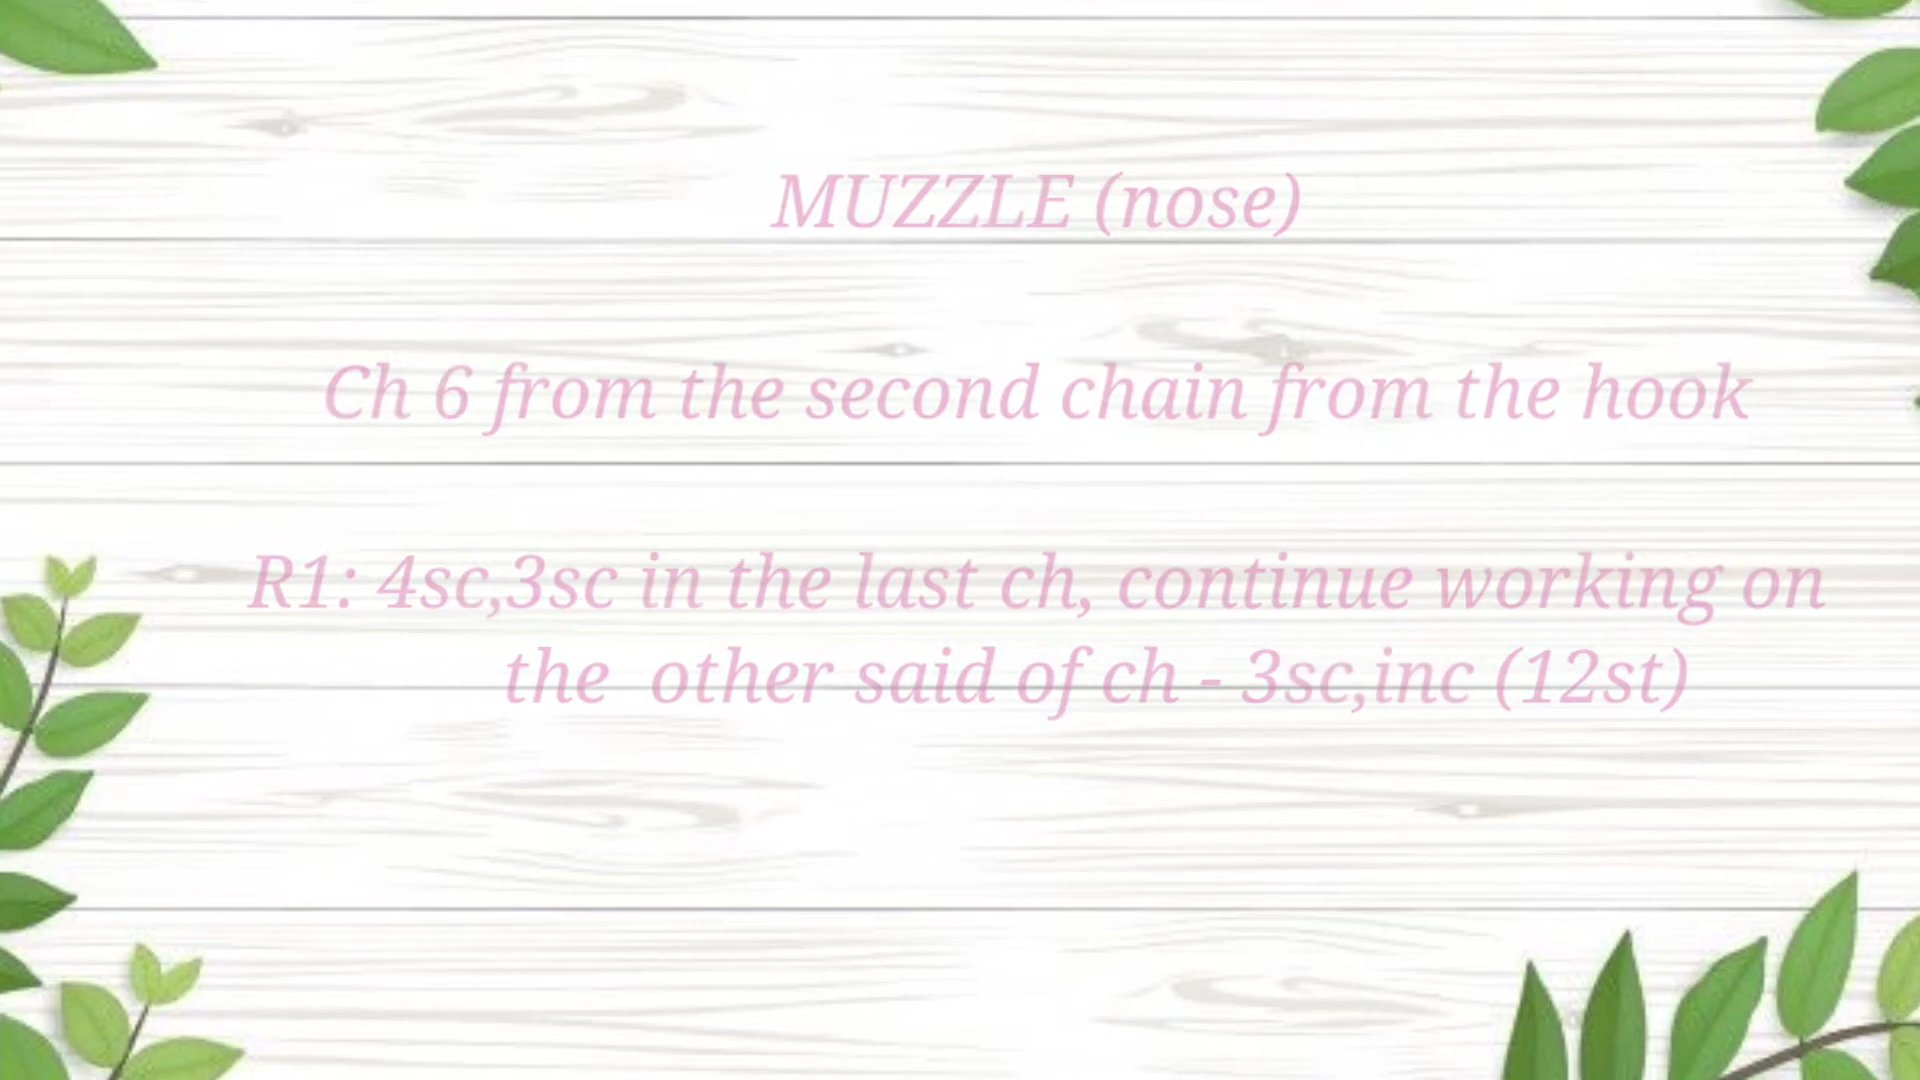 MUZZLE (nose)
Ch 6 from the second chain from the hook
R1: 4sc,3sc in the last ch, continue working on
the  other said of ch - 3sc,inc (12st)